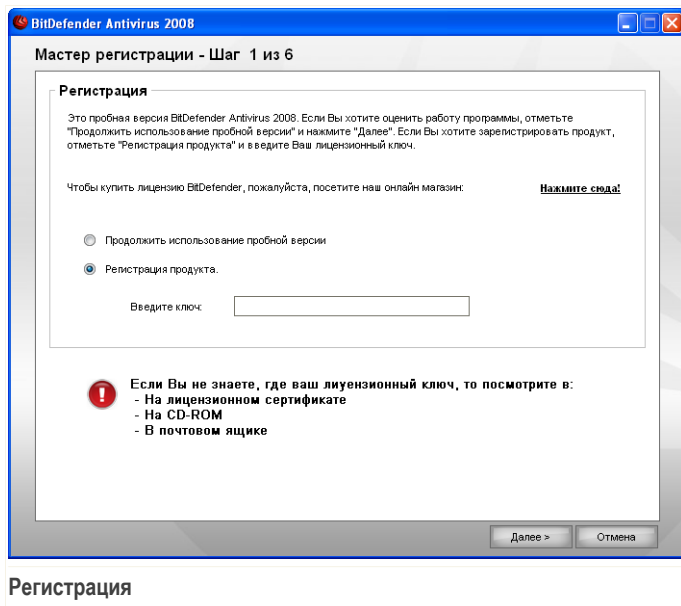 BitDefender Antivirus 2008
Мастер регистрации - Шаг 1 из 6
Регистрация
Это пробная версия BitDefender Antivirus 2008. Если Вы хотите оценить работу программы, отметьте
"Продолжить использование пробной версии" и нажмите "Далее". Если Вы хотите зарегистрировать продукт,
отметьте "Регистрация продукта" и введите Ваш лицензионный ключ.
Чтобы купить лицензию BitDefender, пожалуйста, посетите наш онлайн магазин: Нажмите сюда!
Продолжить использование пробной версии
Регистрация продукта.
Введите ключ:
Если Вы не знаете, где ваш лиуензионный ключ, то посмотрите в:
- На лицензионном сертификате
- На CD-ROM
- В почтовом ящике
Далее > Отмена
Регистрация